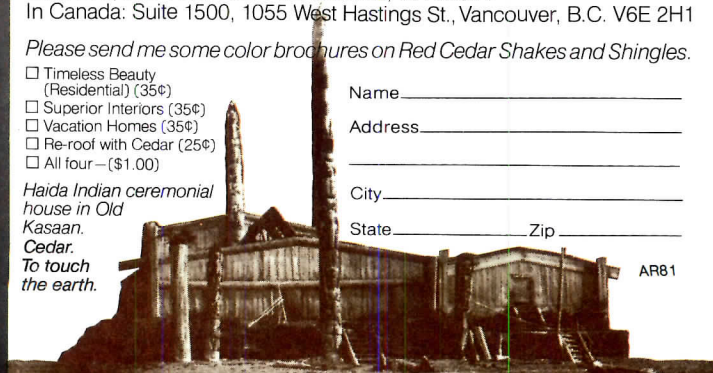 In Canada: Suite 1500, 1055 West Hastings St., Vancouver, B.C. V6E 2H1
Please send me some color brochures on Red Cedar Shakes and Shingles.
☐ Timeless Beauty
(Residential) (35¢)
☐ Superior Interiors (35¢)
☐ Vacation Homes (35¢)
☐ Re-roof with Cedar (25¢)
☐ All four—($1.00)
Haida Indian ceremonial
house in Old
Kasaan.
Cedar.
To touch
the earth.
Name
Address
City
State Zip
AR81